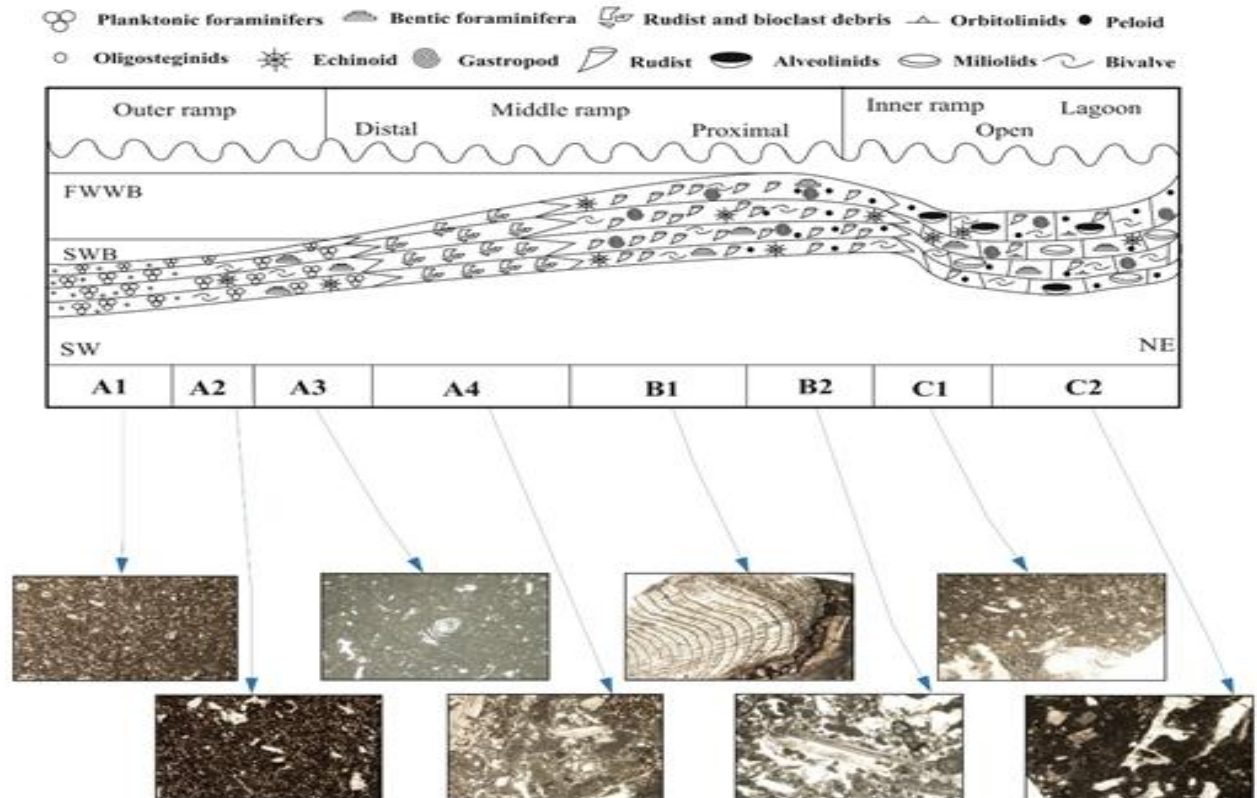 Planktonic foraminifers Bentic foraminifera Rudist and bioclast debris Orbitolinids Peloid
Oligosteginids Echinoid Gastropod Rudist Alveolinids Miliolids Bivalve
Outer ramp Middle ramp Inner ramp Lagoon
Distal Proximal Open
FWWB
SWB
SW NE
A1 A2 A3 A4 B1 B2 C1 C2